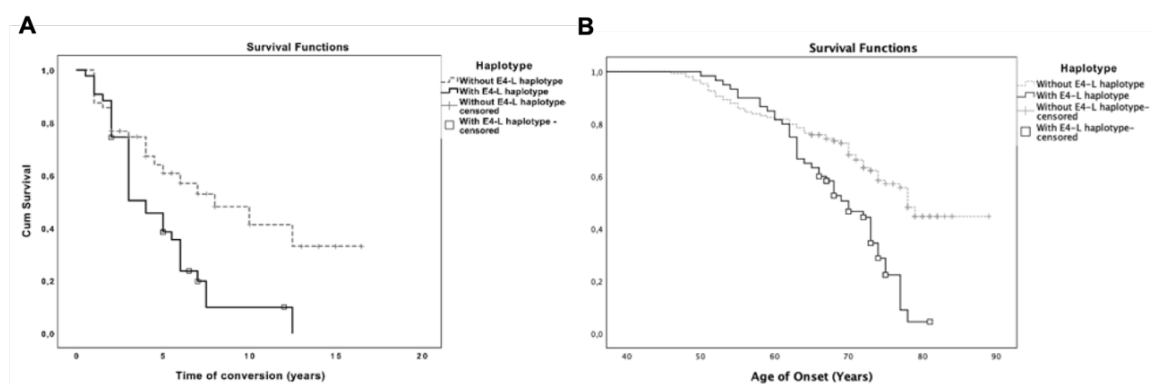 A
Survival Functions
Cum Survival
1,0
0,8
0,6
0,4
0,2
0,0
0 5 10 15 20
Time of conversion (years)
Haplotype
Without E4-L haplotype
With E4-L haplotype
Without E4-L haplotype-
censored
With E4-L haplotype -
censored
B
Survival Functions
1,0
0,8
0,6
0,4
0,2
0,0
40 50 60 70 80 90
Age of Onset (Years)
Haplotype
Without E4-L haplotype
With E4-L haplotype
Without E4-L haplotype-
censored
With E4-L haplotype-
censored